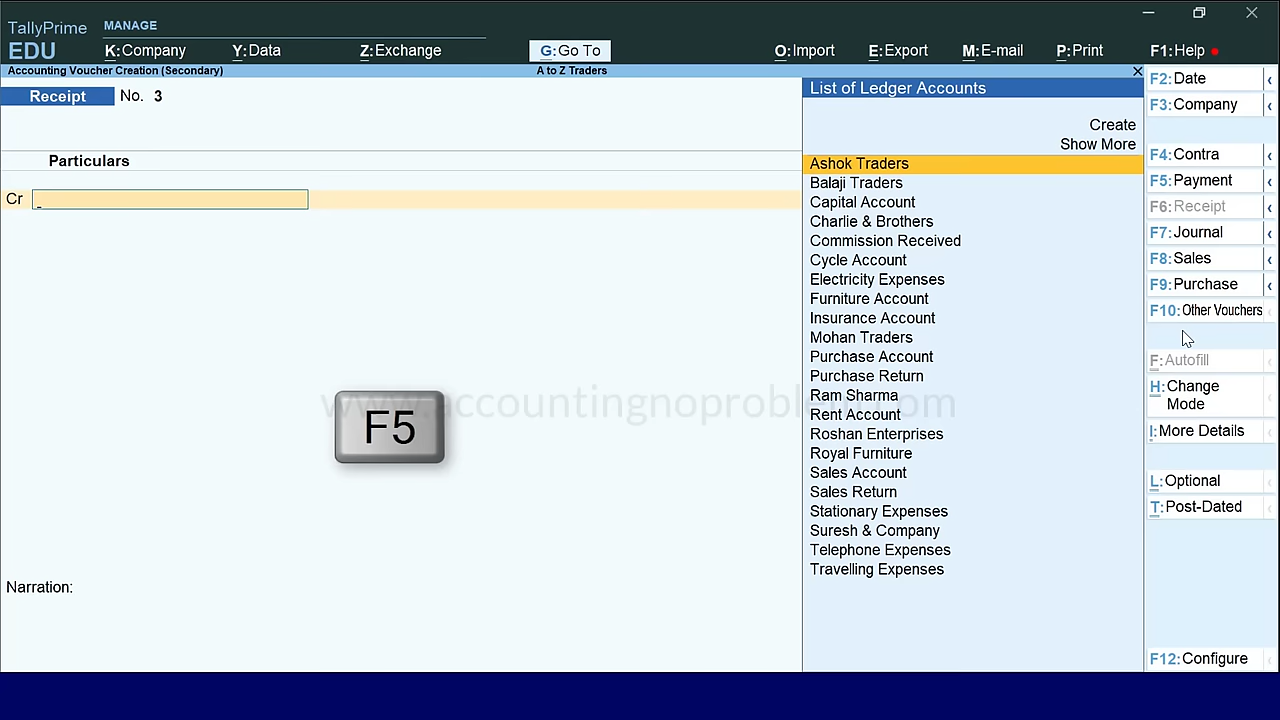 TallyPrime
EDU
MANAGE
K:Company Y:Data Z:Exchange G:Go To O:Import E:Export M:E-mail P:Print F1:Help
Accounting Voucher Creation (Secondary) A to Z Traders
Receipt No. 3
Particulars
Cr
Narration:
List of Ledger Accounts
Create
Show More
Ashok Traders
Balaji Traders
Capital Account
Charlie & Brothers
Commission Received
Cycle Account
Electricity Expenses
Furniture Account
Insurance Account
Mohan Traders
Purchase Account
Purchase Return
Ram Sharma
Rent Account
Roshan Enterprises
Royal Furniture
Sales Account
Sales Return
Stationary Expenses
Suresh & Company
Telephone Expenses
Travelling Expenses
F2:Date
F3:Company
F4:Contra
F5:Payment
F6:Receipt
F7:Journal
F8:Sales
F9:Purchase
F10:Other Vouchers
F:Autofill
H:Change
Mode
I:More Details
L:Optional
T:Post-Dated
F12:Configure
www.accountingnoproblem.com
F5